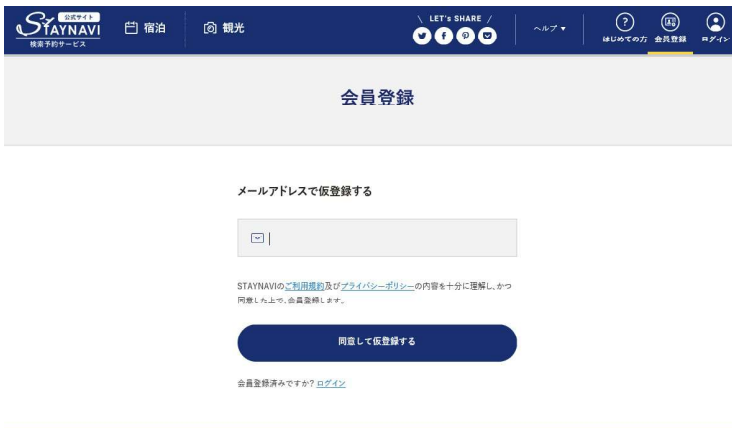 公式サイト
STAYNAVI
検索予約サービス
宿泊
観光
\ LET's SHARE /
ヘルプ ▼
はじめての方
会員登録
ログイン
会員登録
メールアドレスで仮登録する
STAYNAVIのご利用規約及びプライバシーポリシーの内容を十分に理解し、かつ
同意した上で、会員登録します。
同意して仮登録する
会員登録済みですか? ログイン